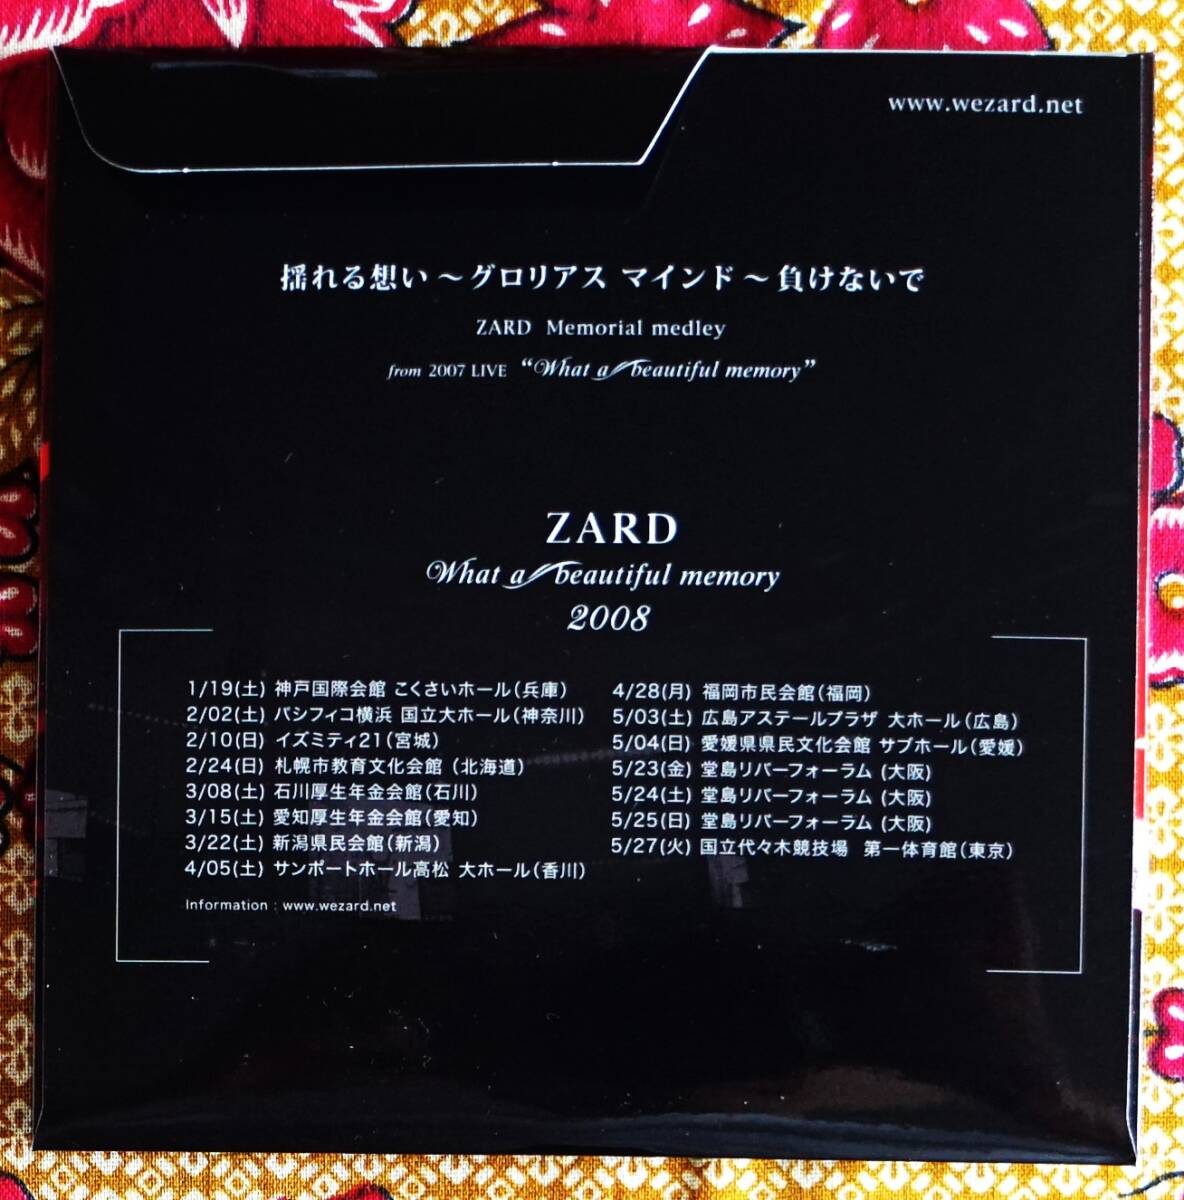 www.wezard.net
揺れる想い～グロリアス マインド～負けないで
ZARD Memorial medley
from 2007 LIVE “What a beautiful memory”
ZARD
What a beautiful memory
2008
1/19(土) 神戸国際会館 こくさいホール(兵庫)
2/02(土) パシフィコ横浜 国立大ホール(神奈川)
2/10(日) イズミティ21(宮城)
2/24(日) 札幌市教育文化会館 (北海道)
3/08(土) 石川厚生年金会館(石川)
3/15(土) 愛知厚生年金会館(愛知)
3/22(土) 新潟県民会館(新潟)
4/05(土) サンポートホール高松 大ホール(香川)
4/28(月) 福岡市民会館(福岡)
5/03(土) 広島アステールプラザ 大ホール(広島)
5/04(日) 愛媛県県民文化会館 サブホール(愛媛)
5/23(金) 堂島リバーフォーラム (大阪)
5/24(土) 堂島リバーフォーラム (大阪)
5/25(日) 堂島リバーフォーラム (大阪)
5/27(火) 国立代々木競技場 第一体育館(東京)
Information : www.wezard.net